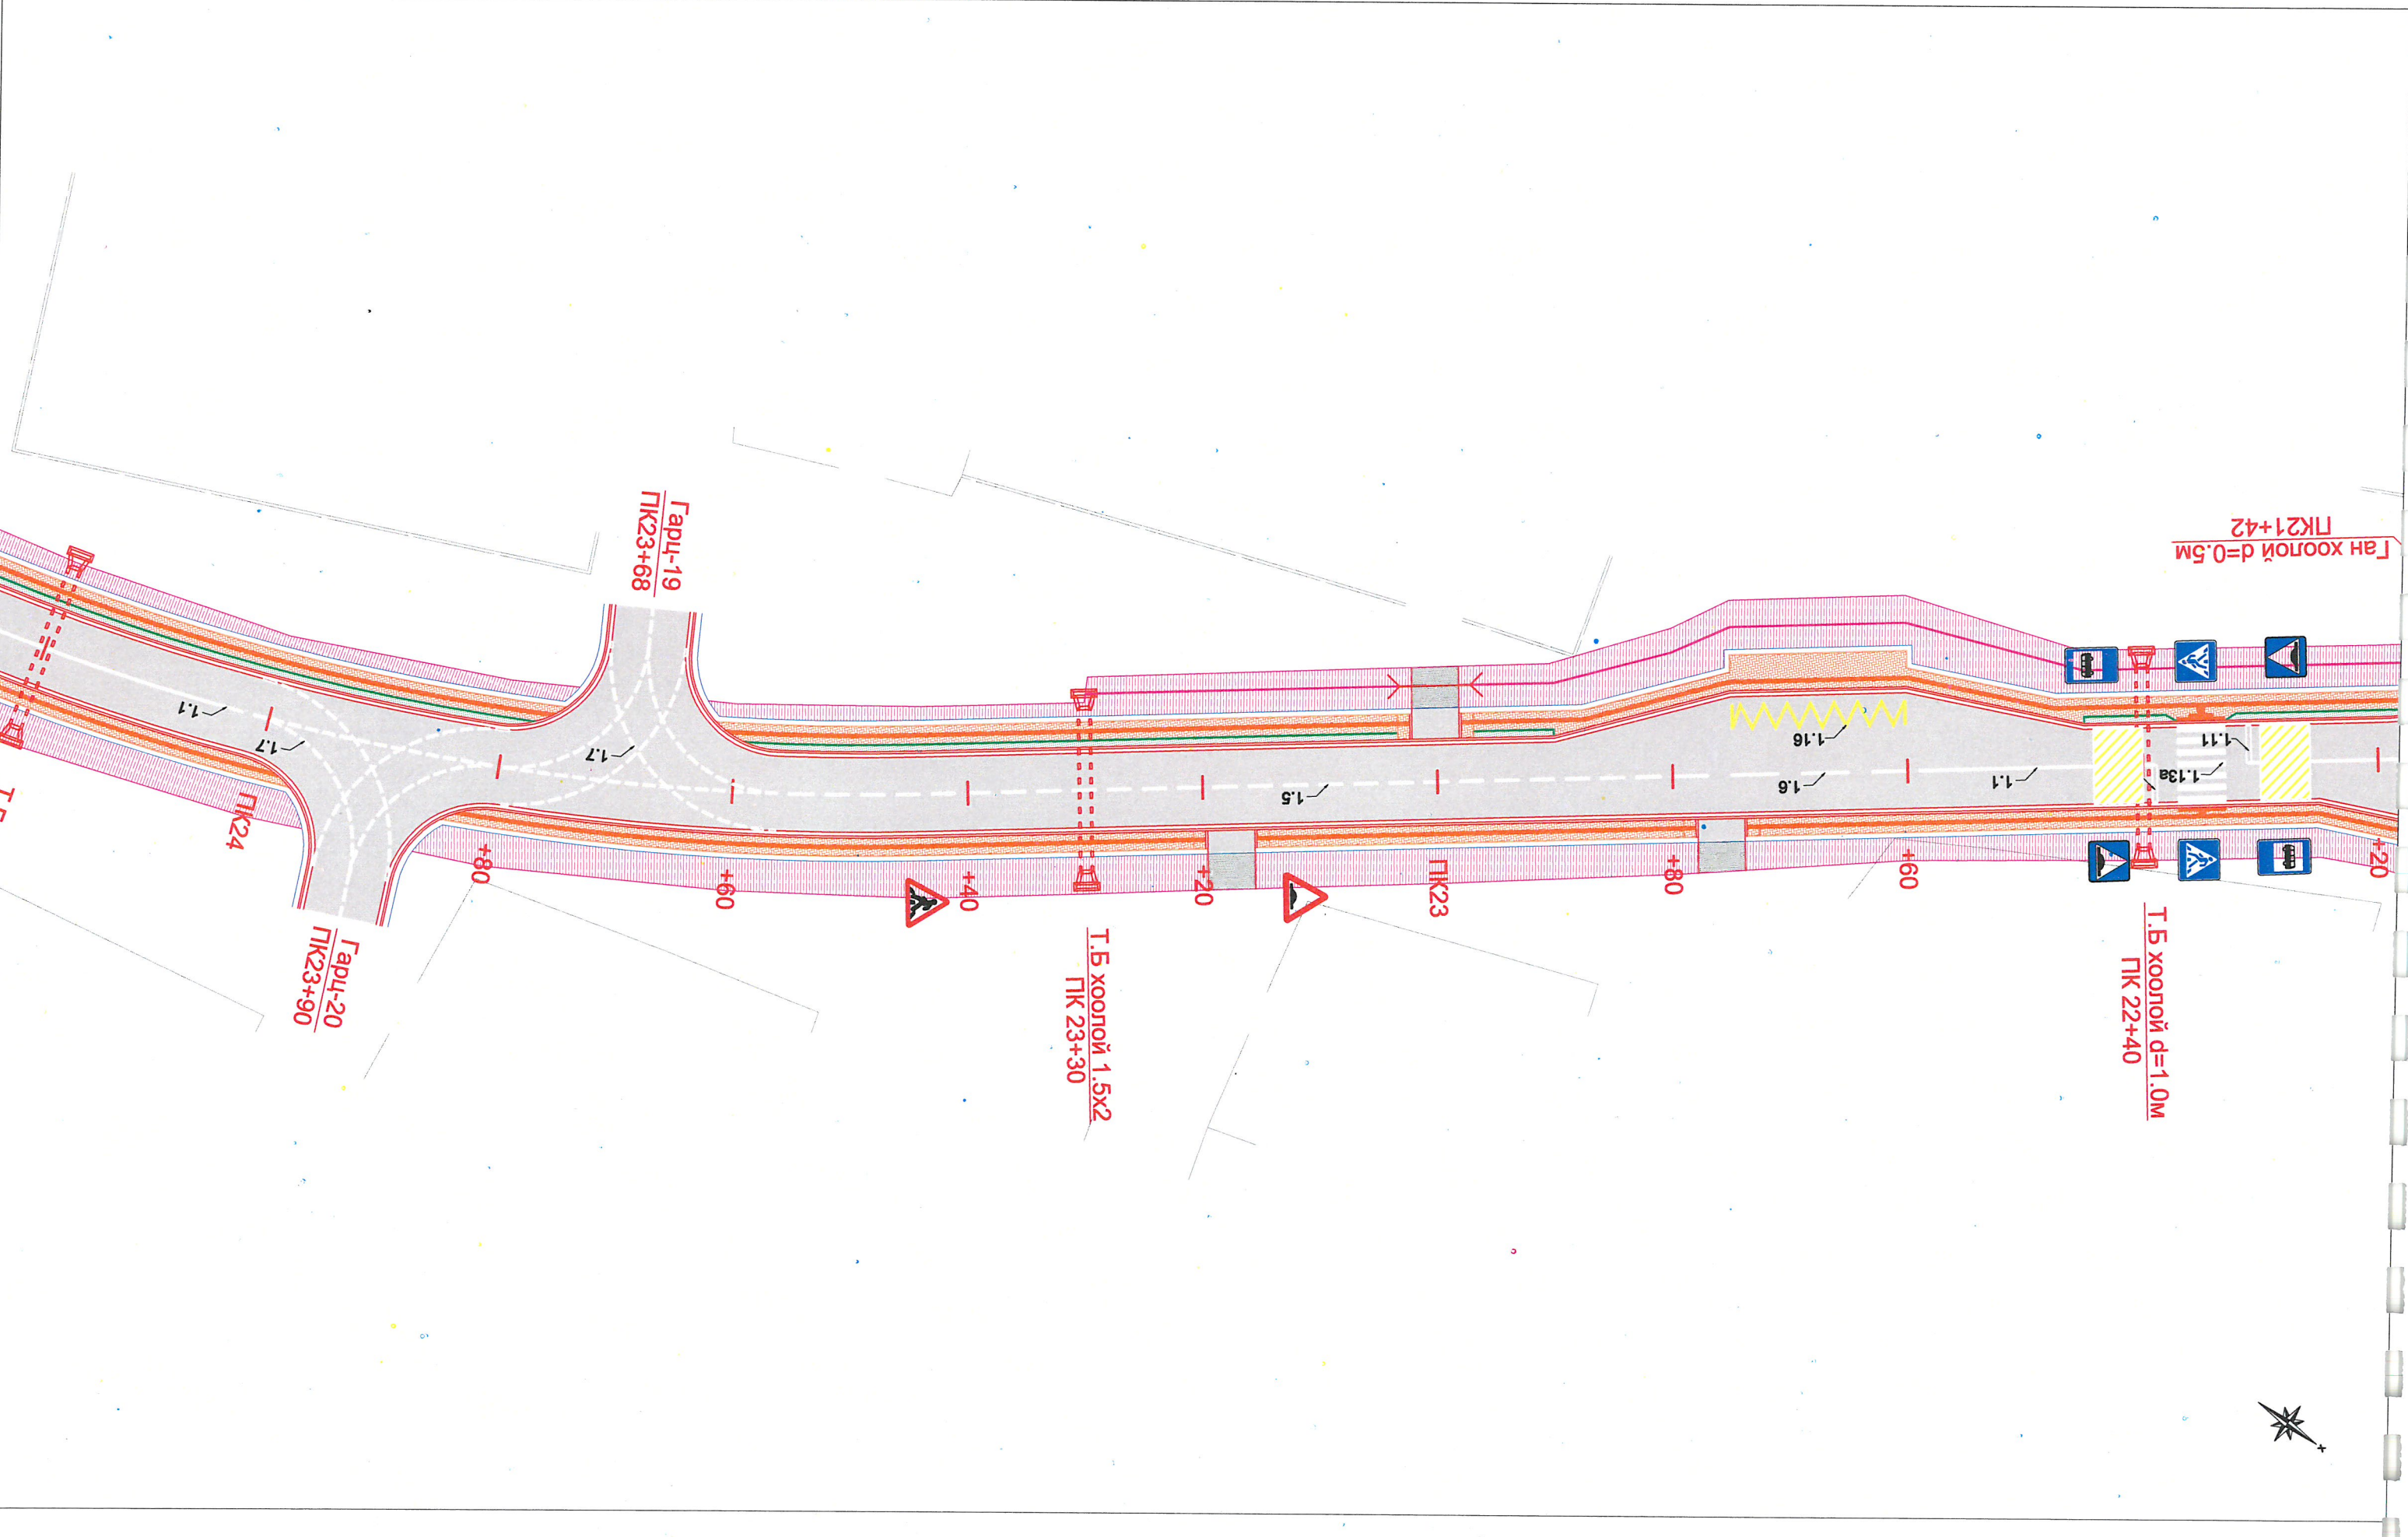 Ган хоолой d=0.5м
ПК21+42
Гарц-19
ПК23+68
1.1
1.7
1.7
1.5
1.16
1.6
1.1
1.13а
1.11
ПК24
+80
+60
+40
+20
ПК23
+80
+60
+20
Гарц-20
ПК23+90
Т.Б хоолой 1.5x2
ПК 23+30
Т.Б хоолой d=1.0м
ПК 22+40